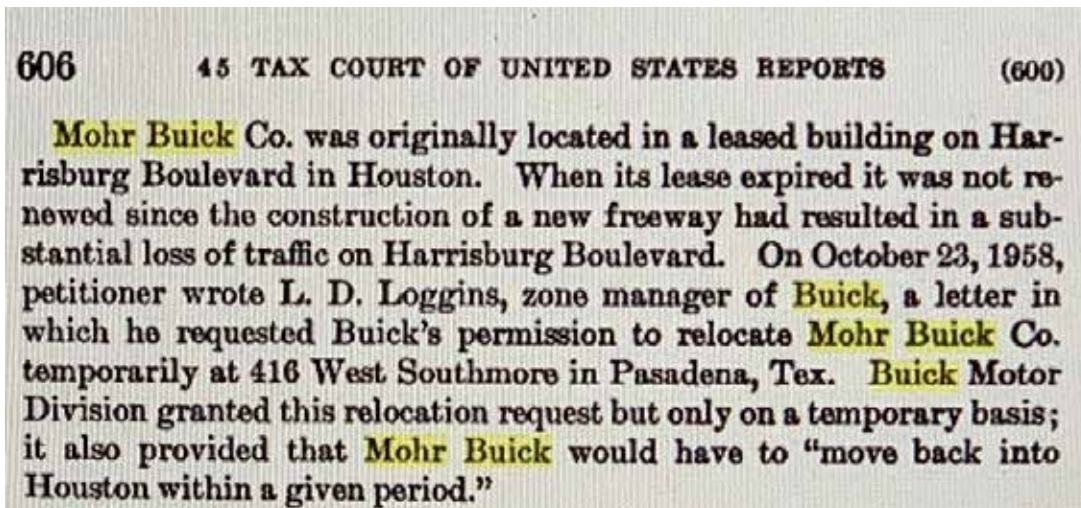 606 45 TAX COURT OF UNITED STATES REPORTS (600)
Mohr Buick Co. was originally located in a leased building on Har-
risburg Boulevard in Houston. When its lease expired it was not re-
newed since the construction of a new freeway had resulted in a sub-
stantial loss of traffic on Harrisburg Boulevard. On October 23, 1958,
petitioner wrote L. D. Loggins, zone manager of Buick, a letter in
which he requested Buick's permission to relocate Mohr Buick Co.
temporarily at 416 West Southmore in Pasadena, Tex. Buick Motor
Division granted this relocation request but only on a temporary basis;
it also provided that Mohr Buick would have to “move back into
Houston within a given period.”